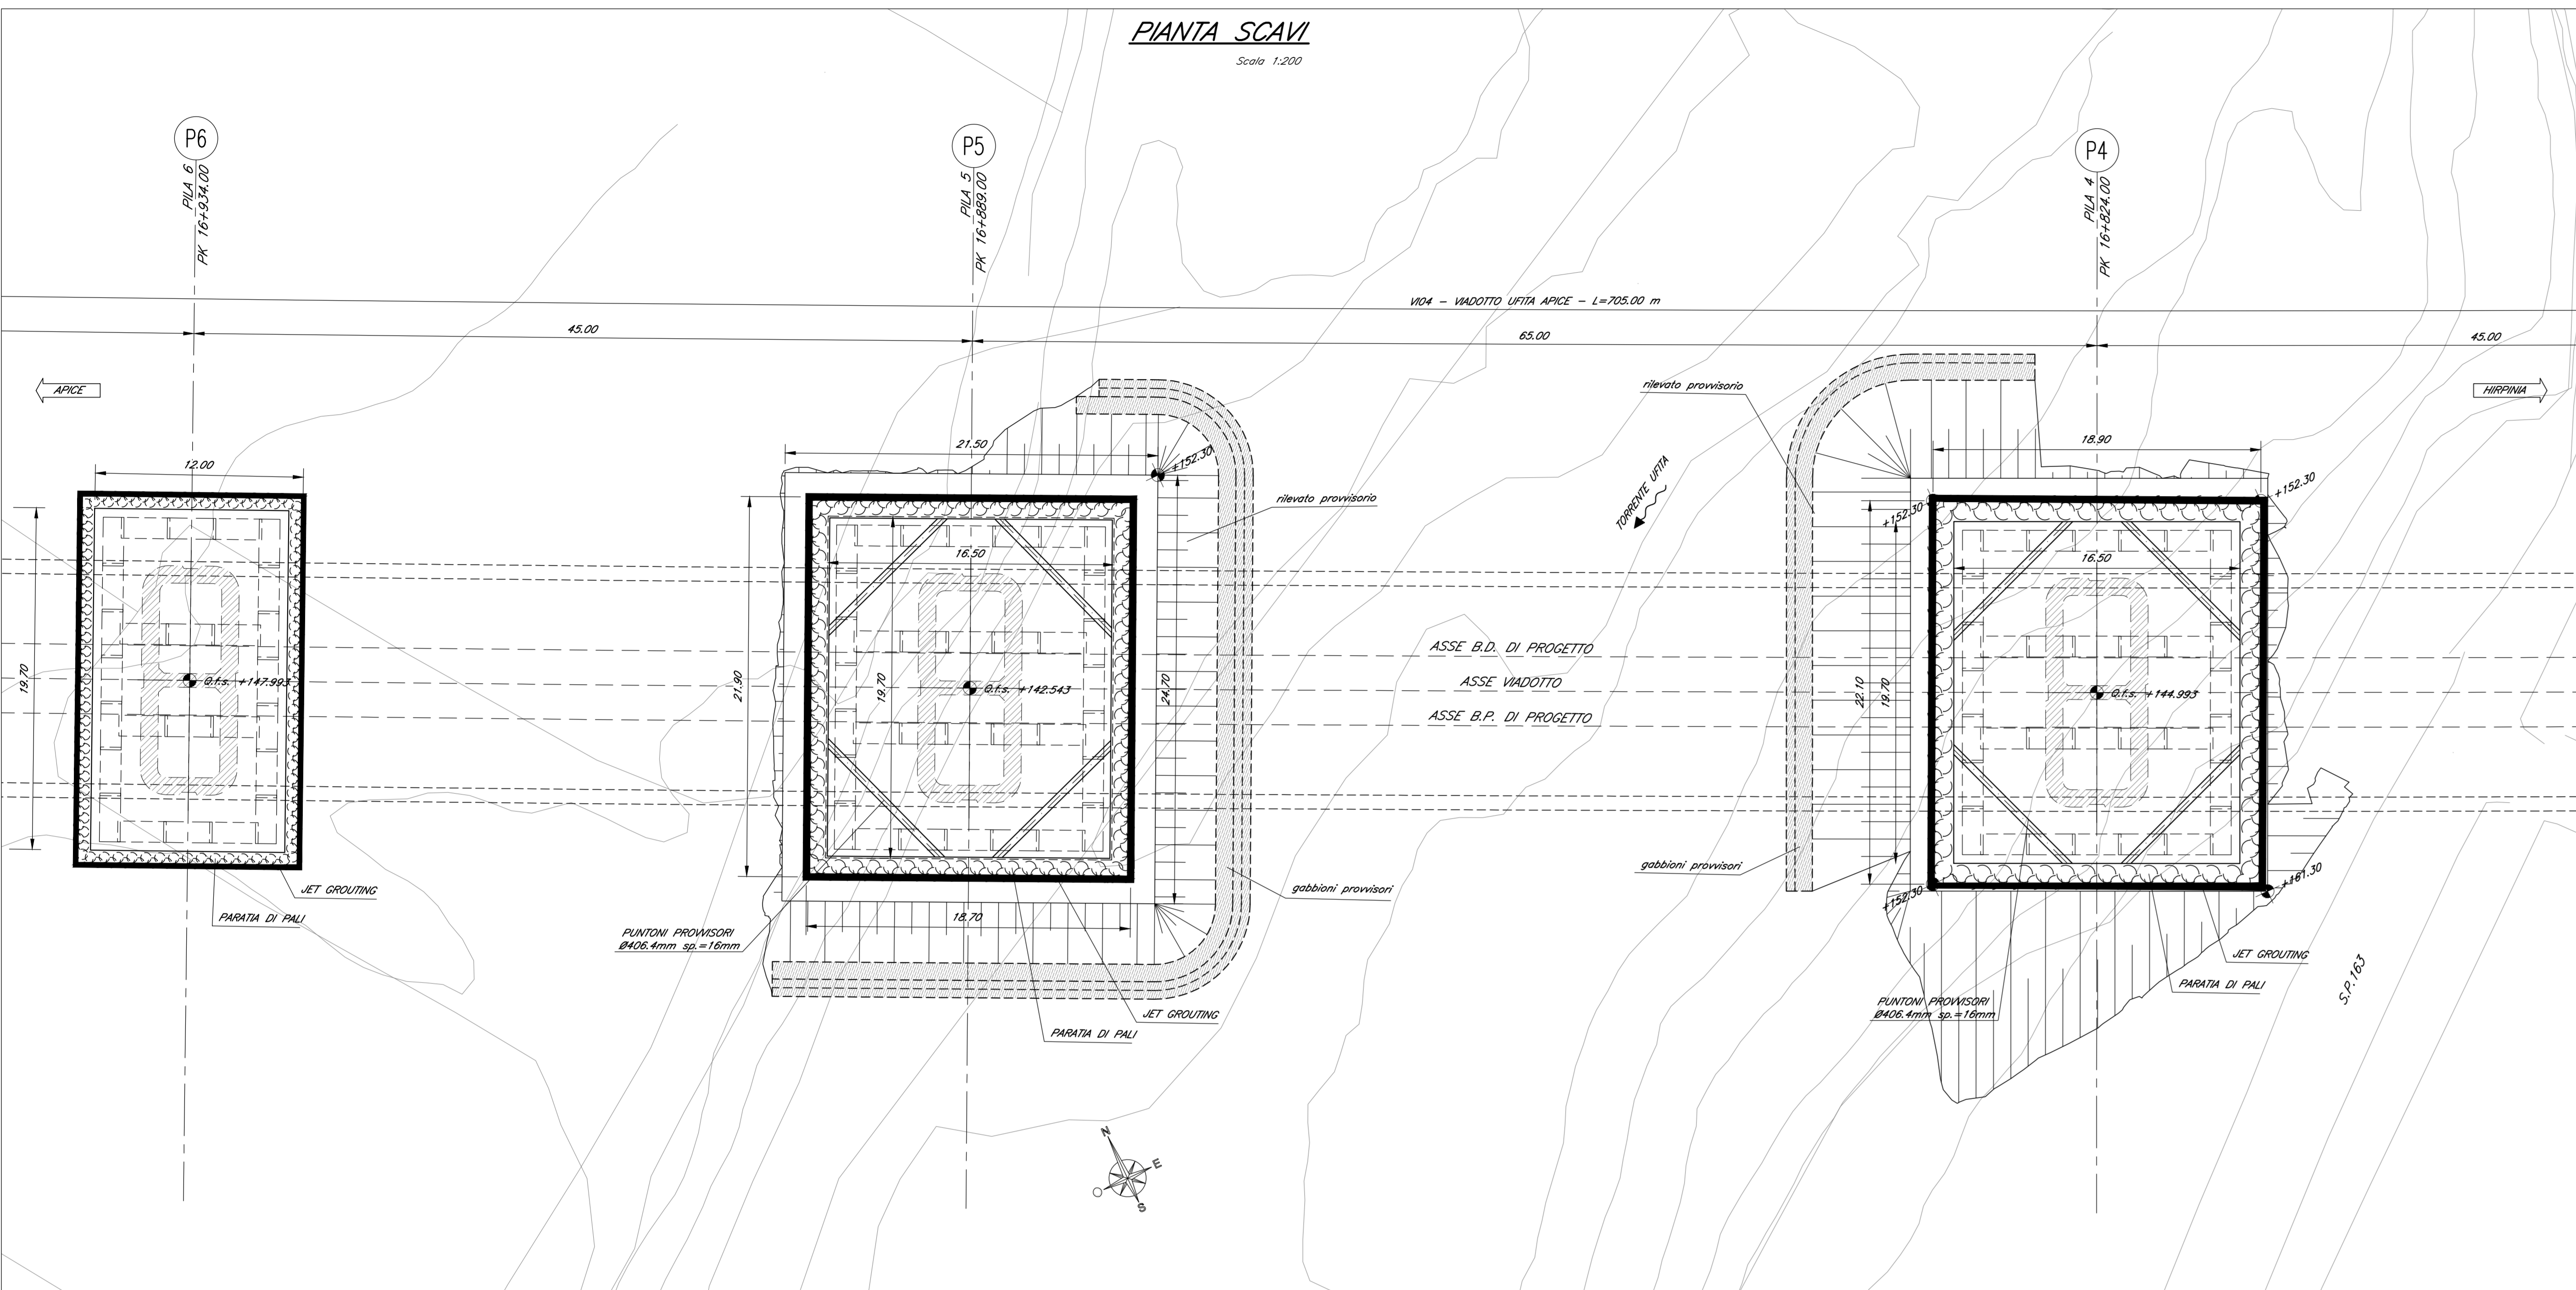 PIANTA SCAVI
Scala 1:200
P6
PILA 6
PK 16+934.00
P5
PILA 5
PK 16+889.00
P4
PILA 4
PK 16+824.00
VI04 - VIADOTTO UFITA APICE - L=705.00 m
45.00
65.00
45.00
APICE
HIRPINIA
12.00
19.70
Q.f.s. +147.993
JET GROUTING
PARATIA DI PALI
21.50
+152.30
rilevato provvisorio
16.50
21.90
19.70
24.70
Q.f.s. +142.543
18.70
gabbioni provvisori
PUNTONI PROVVISORI
Ø406.4mm sp.=16mm
JET GROUTING
PARATIA DI PALI
TORRENTE UFITA
ASSE B.D. DI PROGETTO
ASSE VIADOTTO
ASSE B.P. DI PROGETTO
rilevato provvisorio
18.90
+152.30
+152.30
16.50
22.10
19.70
Q.f.s. +144.993
gabbioni provvisori
+152.30
+161.30
JET GROUTING
PARATIA DI PALI
PUNTONI PROVVISORI
Ø406.4mm sp.=16mm
S.P.163
N
E
O
S